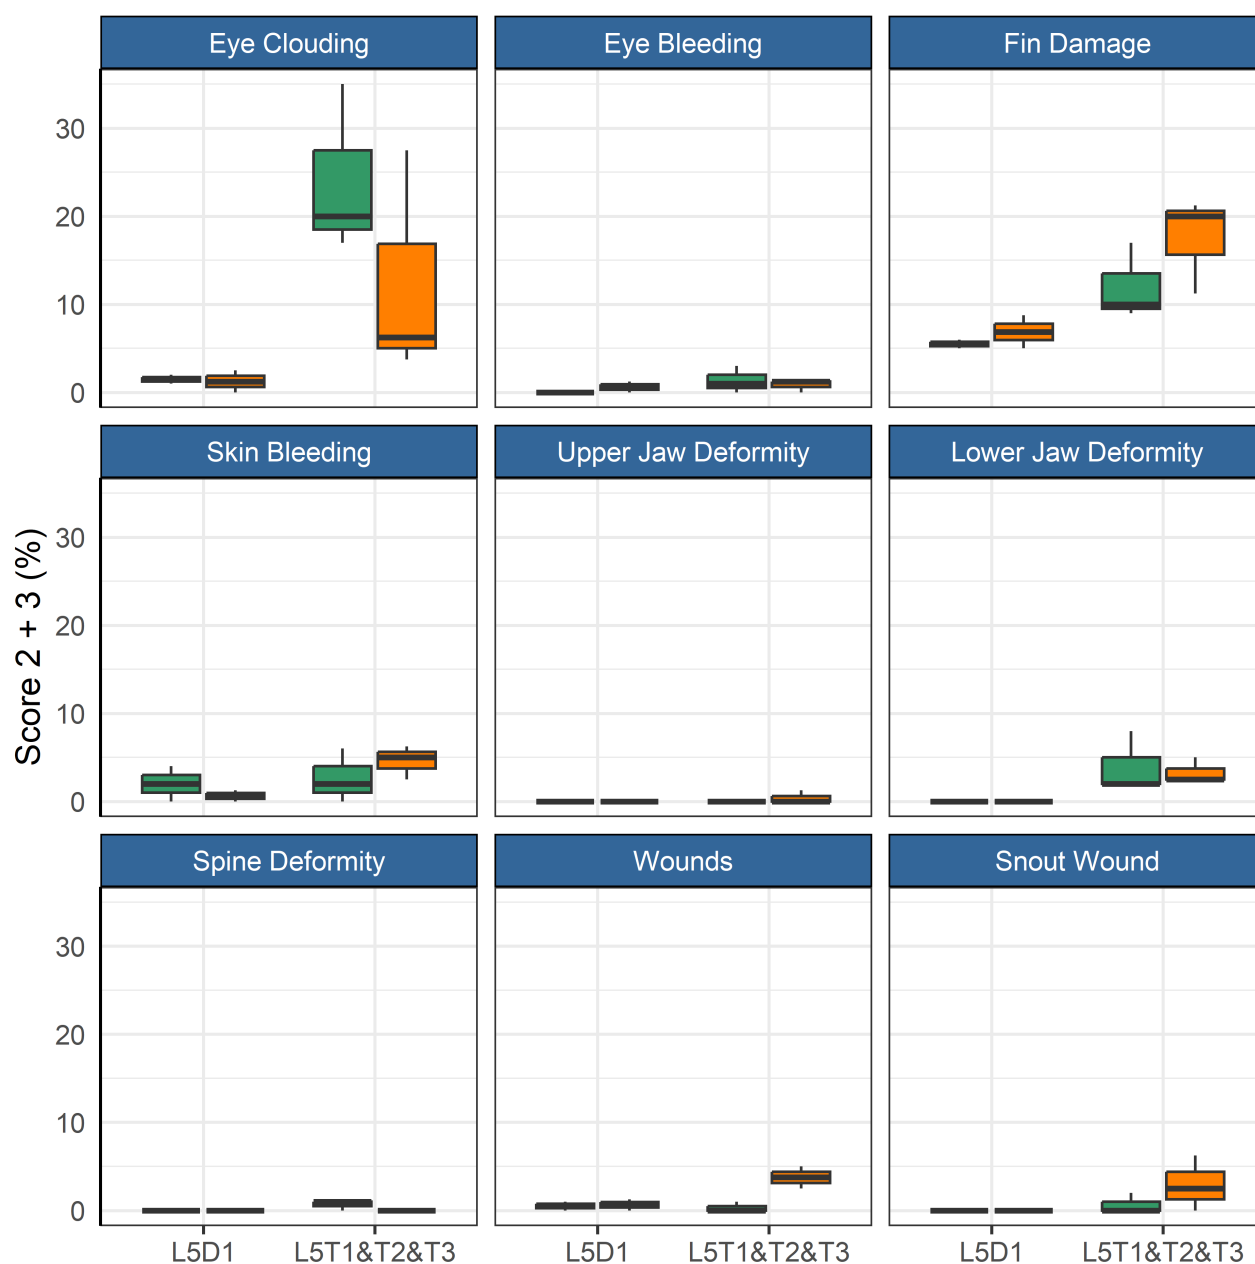 Eye Clouding Eye Bleeding Fin Damage
30
20
10
0
Skin Bleeding Upper Jaw Deformity Lower Jaw Deformity
Score 2 + 3 (%)
30
20
10
0
Spine Deformity Wounds Snout Wound
30
20
10
0
L5D1 L5T1&T2&T3 L5D1 L5T1&T2&T3 L5D1 L5T1&T2&T3